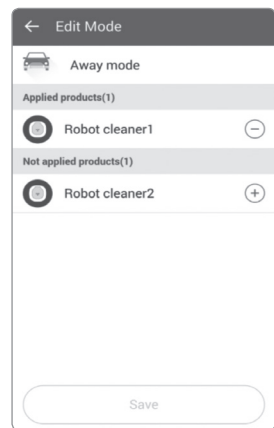 Edit Mode
Away mode
Applied products(1)
Robot cleaner1
Not applied products(1)
Robot cleaner2
Save